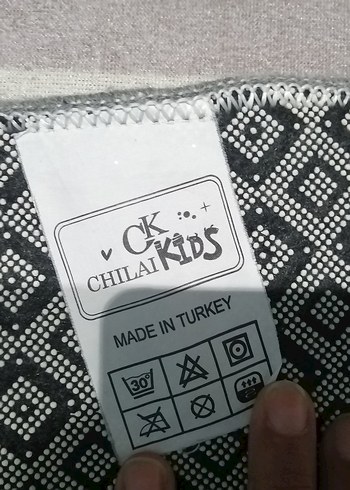 CK
CHILAI KIDS
MADE IN TURKEY
30°